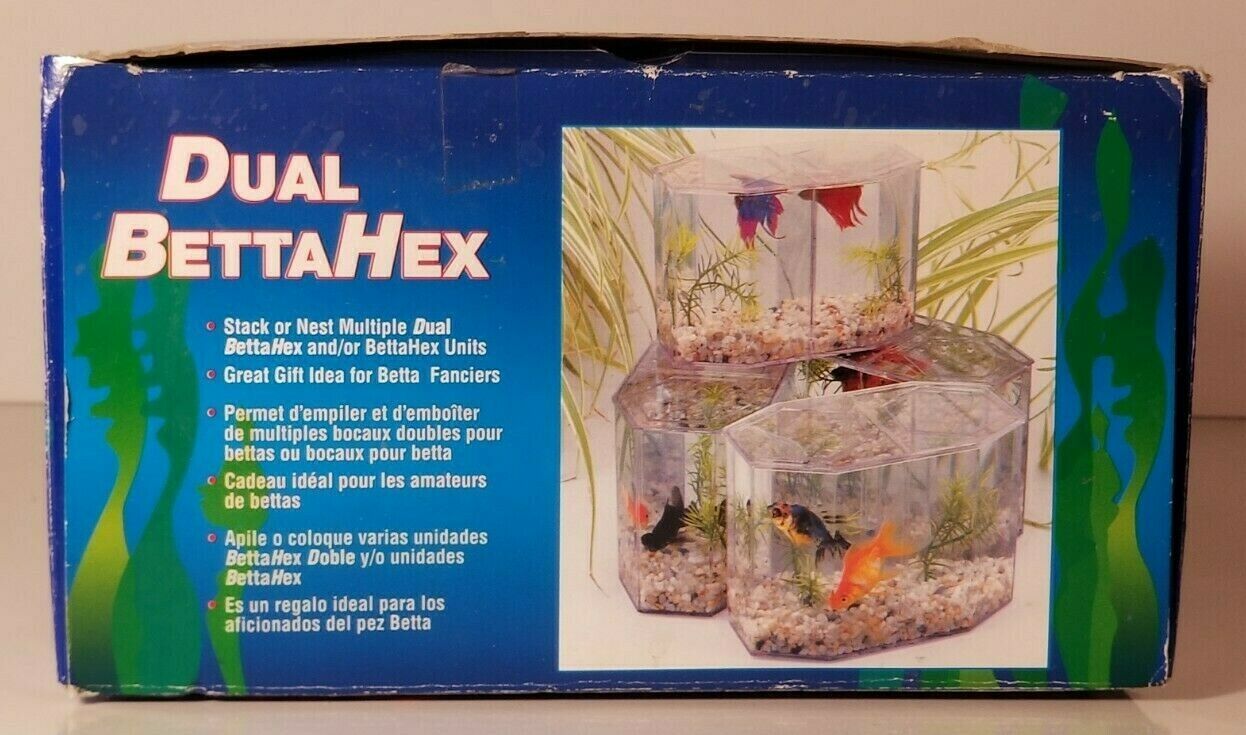 DUAL
BETTAHEX
• Stack or Nest Multiple Dual
BettaHex and/or BettaHex Units
• Great Gift Idea for Betta Fanciers
• Permet d'empiler et d'emboîter
de multiples bocaux doubles pour
bettas ou bocaux pour betta
• Cadeau idéal pour les amateurs
de bettas
• Apile o coloque varias unidades
BettaHex Doble y/o unidades
BettaHex
• Es un regalo ideal para los
aficionados del pez Betta